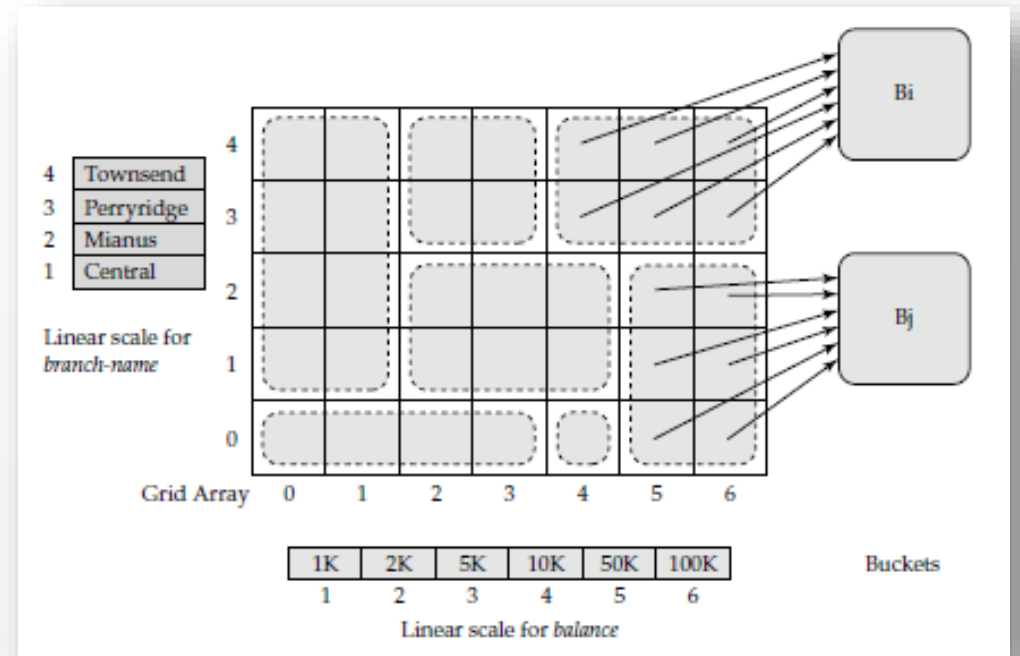 Bi
4
4 Townsend
3 Perryridge
3
2 Mianus
1 Central
2
Bj
Linear scale for
branch-name
1
0
Grid Array 0 1 2 3 4 5 6
1K 2K 5K 10K 50K 100K
Buckets
1 2 3 4 5 6
Linear scale for balance